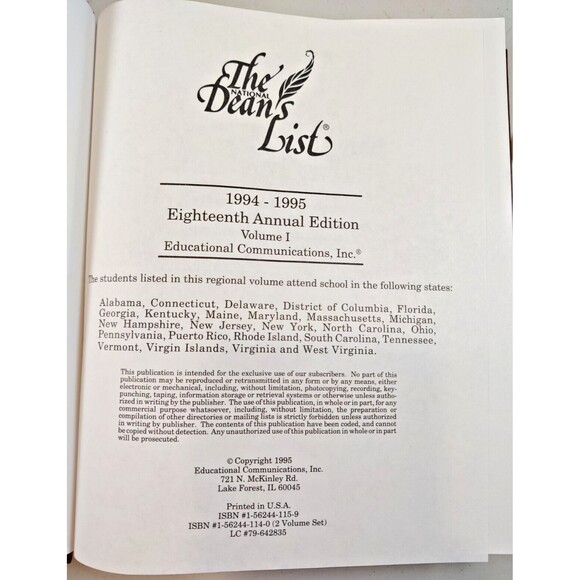 The
NATIONAL
Dean's
List®
1994 - 1995
Eighteenth Annual Edition
Volume I
Educational Communications, Inc.®
The students listed in this regional volume attend school in the following states:
Alabama, Connecticut, Delaware, District of Columbia, Florida,
Georgia, Kentucky, Maine, Maryland, Massachusetts, Michigan,
New Hampshire, New Jersey, New York, North Carolina, Ohio,
Pennsylvania, Puerto Rico, Rhode Island, South Carolina, Tennessee,
Vermont, Virgin Islands, Virginia and West Virginia.
This publication is intended for the exclusive use of our subscribers. No part of this
publication may be reproduced or retransmitted in any form or by any means, either
electronic or mechanical, including, without limitation, photocopying, recording, key-
punching, taping, information storage or retrieval systems or otherwise unless autho-
rized in writing by the publisher. The use of this publication, in whole or in part, for any
commercial purpose whatsoever, including, without limitation, the preparation or
compilation of other directories or mailing lists is strictly forbidden unless authorized
in writing by publisher. The contents of this publication have been coded, and cannot
be copied without detection. Any unauthorized use of this publication in whole or in part
will be prosecuted.
© Copyright 1995
Educational Communications, Inc.
721 N. McKinley Rd.
Lake Forest, IL 60045
Printed in U.S.A.
ISBN #1-56244-115-9
ISBN #1-56244-114-0 (2 Volume Set)
LC #79-642835